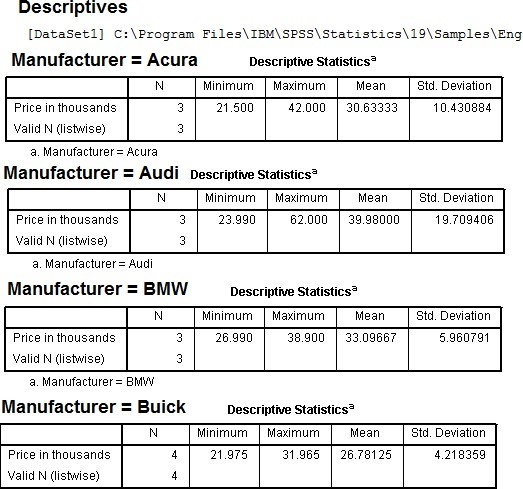 Descriptives
[DataSet1] C:\Program Files\IBM\SPSS\Statistics\19\Samples\Eng
Manufacturer = Acura Descriptive Statisticsª
N Minimum Maximum Mean Std. Deviation
Price in thousands 3 21.500 42.000 30.63333 10.430884
Valid N (listwise) 3
a. Manufacturer = Acura
Manufacturer = Audi Descriptive Statisticsª
N Minimum Maximum Mean Std. Deviation
Price in thousands 3 23.990 62.000 39.98000 19.709406
Valid N (listwise) 3
a. Manufacturer = Audi
Manufacturer = BMW Descriptive Statisticsª
N Minimum Maximum Mean Std. Deviation
Price in thousands 3 26.990 38.900 33.09667 5.960791
Valid N (listwise) 3
a. Manufacturer = BMW
Manufacturer = Buick Descriptive Statisticsª
N Minimum Maximum Mean Std. Deviation
Price in thousands 4 21.975 31.965 26.78125 4.218359
Valid N (listwise) 4